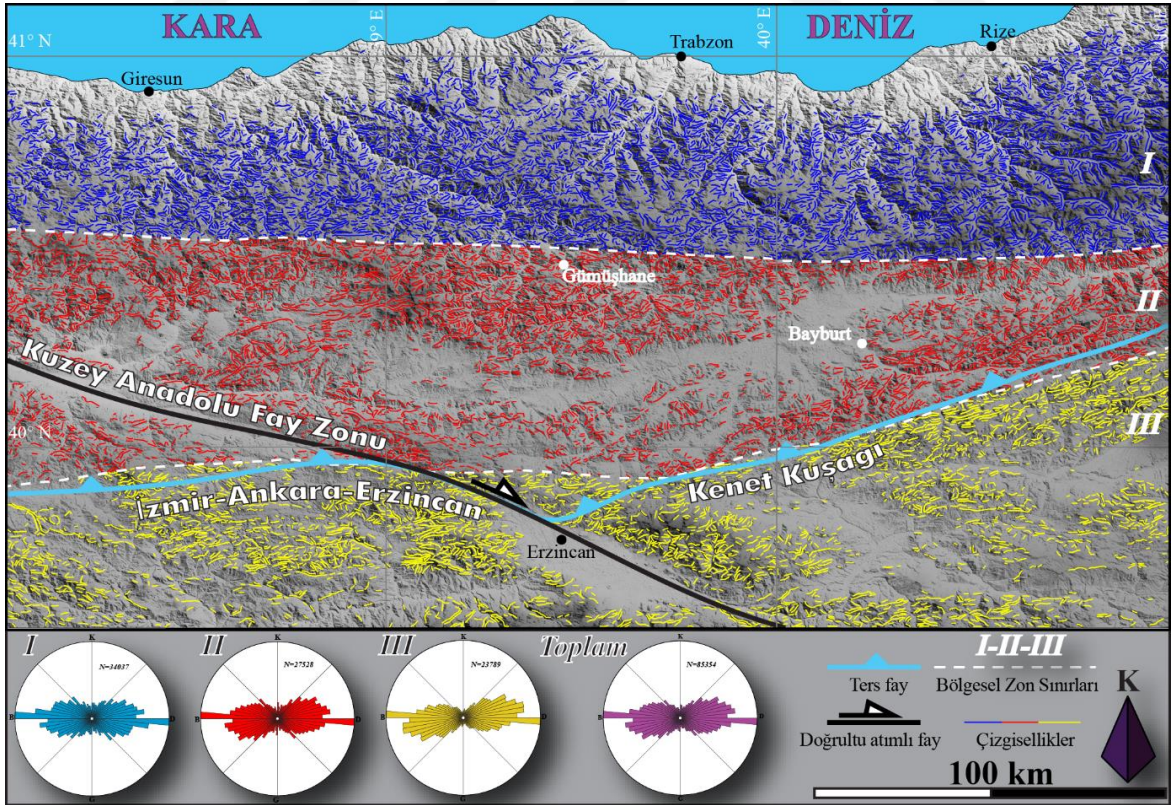 KARA
DENİZ
41° N
9° E
40° E
Giresun
Trabzon
Rize
I
Gümüşhane
II
Bayburt
Kuzey Anadolu Fay Zonu
40° N
III
İzmir-Ankara-Erzincan
Kenet Kuşağı
Erzincan
I
II
III
Toplam
I-II-III
K
N=34037
B
D
G
K
N=27528
B
D
G
K
N=23789
B
D
G
K
N=85354
B
D
G
Ters fay
Bölgesel Zon Sınırları
K
Doğrultu atımlı fay
Çizgisellikler
100 km